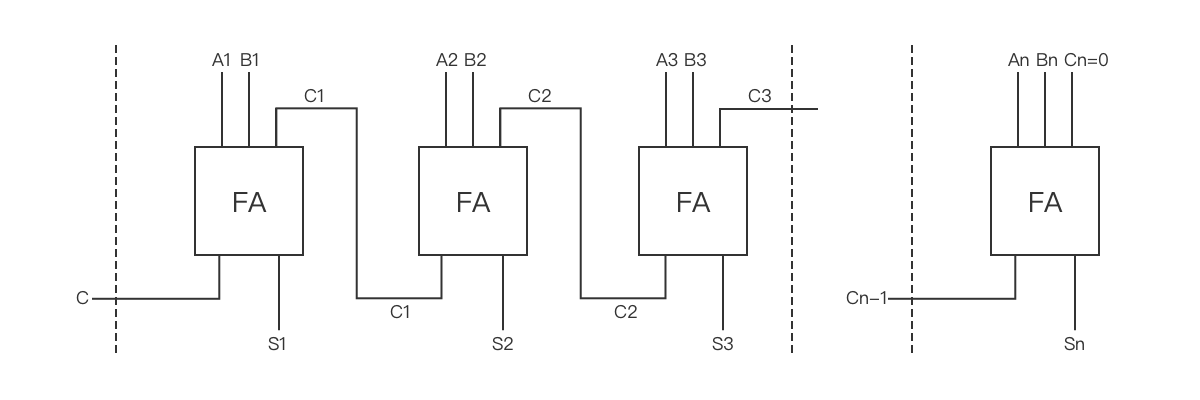 A1 B1
A2 B2
A3 B3
An Bn Cn=0
C1
C2
C3
FA
FA
FA
FA
C
C1
C2
Cn-1
S1
S2
S3
Sn